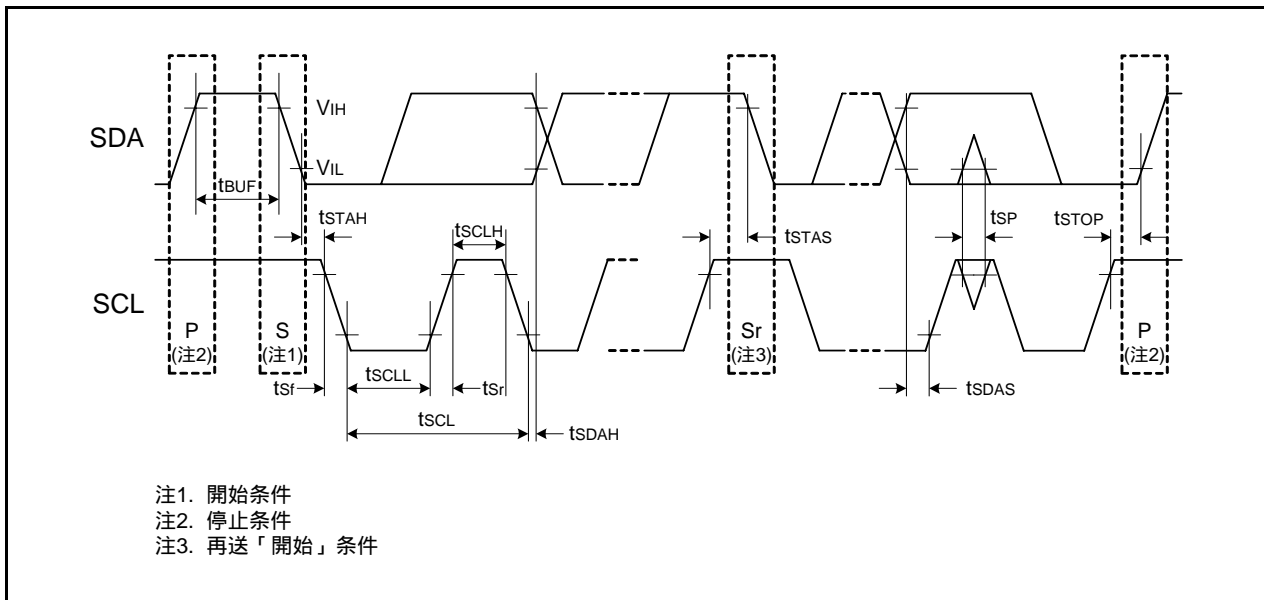 SDA
VIH
VIL
tBUF
tSTAH
tSCLH
tSTAS
tSP
tSTOP
SCL
P
(注2)
S
(注1)
Sr
(注3)
P
(注2)
tSf
tSCLL
tSr
tSDAS
tSCL
tSDAH
注1. 開始条件
注2. 停止条件
注3. 再送「開始」条件